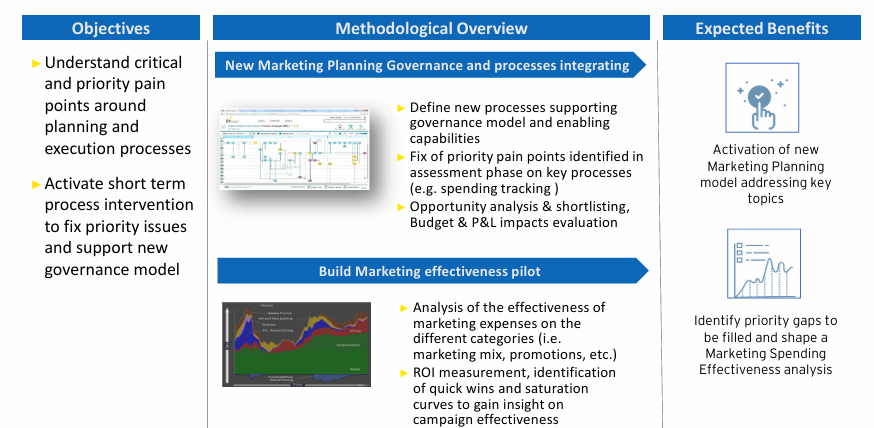 Objectives
Methodological Overview
Expected Benefits
Understand critical
and priority pain
points around
planning and
execution processes
Activate short term
process intervention
to fix priority issues
and support new
governance model
New Marketing Planning Governance and processes integrating
Define new processes supporting
governance model and enabling
capabilities
Fix of priority pain points identified in
assessment phase on key processes
(e.g. spending tracking )
Opportunity analysis & shortlisting,
Budget & P&L impacts evaluation
Build Marketing effectiveness pilot
Analysis of the effectiveness of
marketing expenses on the
different categories (i.e.
marketing mix, promotions, etc.)
ROI measurement, identification
of quick wins and saturation
curves to gain insight on
campaign effectiveness
Activation of new
Marketing Planning
model addressing key
topics
Identify priority gaps to
be filled and shape a
Marketing Spending
Effectiveness analysis